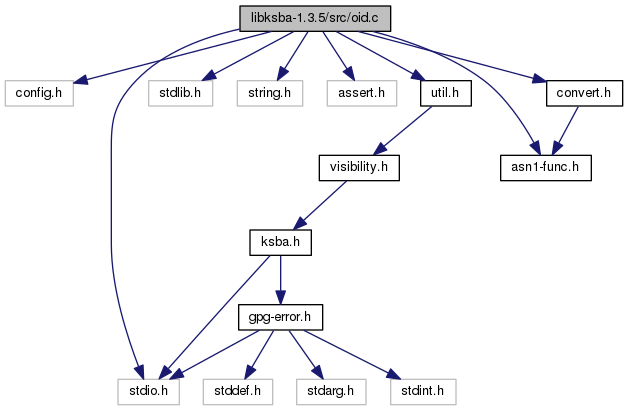 libksba-1.3.5/src/oid.c
config.h
stdlib.h
string.h
assert.h
util.h
convert.h
visibility.h
asn1-func.h
ksba.h
gpg-error.h
stdio.h
stddef.h
stdarg.h
stdint.h